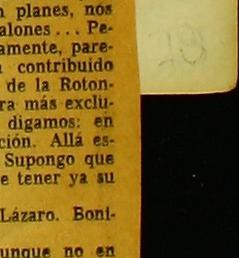 n planes, nos
alones... Pe-
amente, pare-
contribuido
de la Roton-
ra más exclu-
digamos: en
ción. Allá es-
Supongo que
e tener ya su
Lázaro. Boni-
unque no en